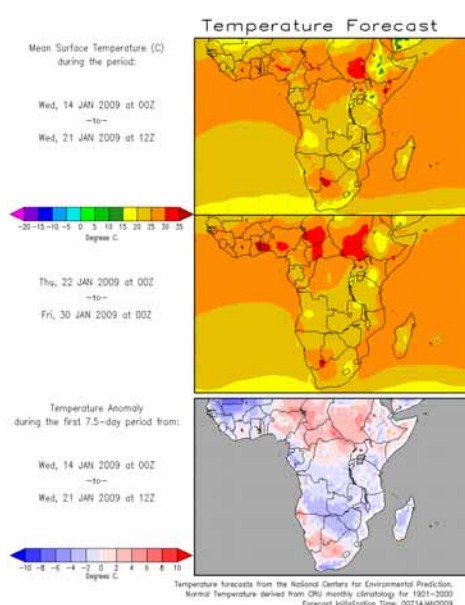 Temperature Forecast
Mean Surface Temperature (C)
during the period:
Wed, 14 JAN 2009 at 00Z
-to-
Wed, 21 JAN 2009 at 12Z
-20 -15 -10 -5 0 5 10 15 20 25 30 35
Degrees C.
Thu, 22 JAN 2009 at 00Z
-to-
Fri, 30 JAN 2009 at 00Z
Temperature Anomaly
during the first 7.5-day period from:
Wed, 14 JAN 2009 at 00Z
-to-
Wed, 21 JAN 2009 at 12Z
-10 -8 -6 -4 -2 0 2 4 6 8 10
Degrees C.
Temperature forecasts from the National Centers for Environmental Prediction.
Normal Temperature derived from CRU monthly climatology for 1901-2000
Forecast Initialization Time: 00Z14JAN2009